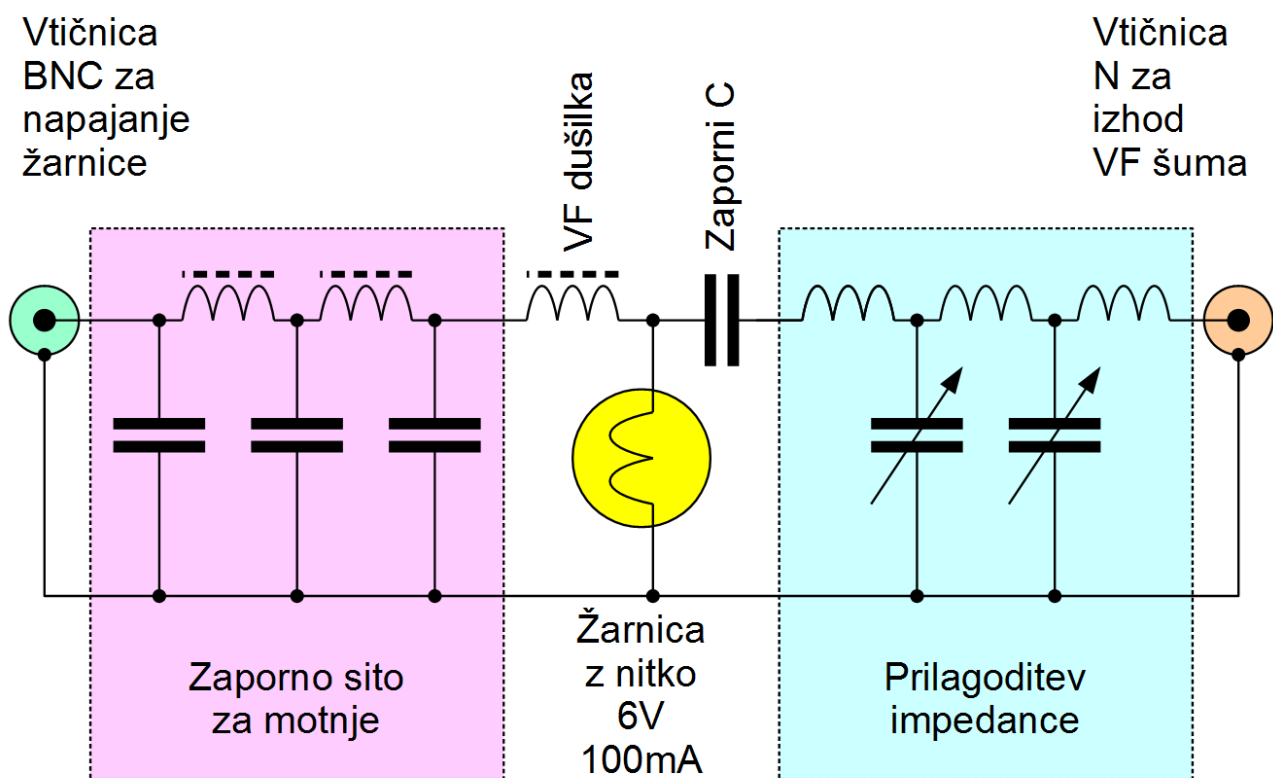 Vtičnica
BNC za
napajanje
žarnice
VF dušilka
Zaporni C
Vtičnica
N za
izhod
VF šuma
Zaporno sito
za motnje
Žarnica
z nitko
6V
100mA
Prilagoditev
impedance